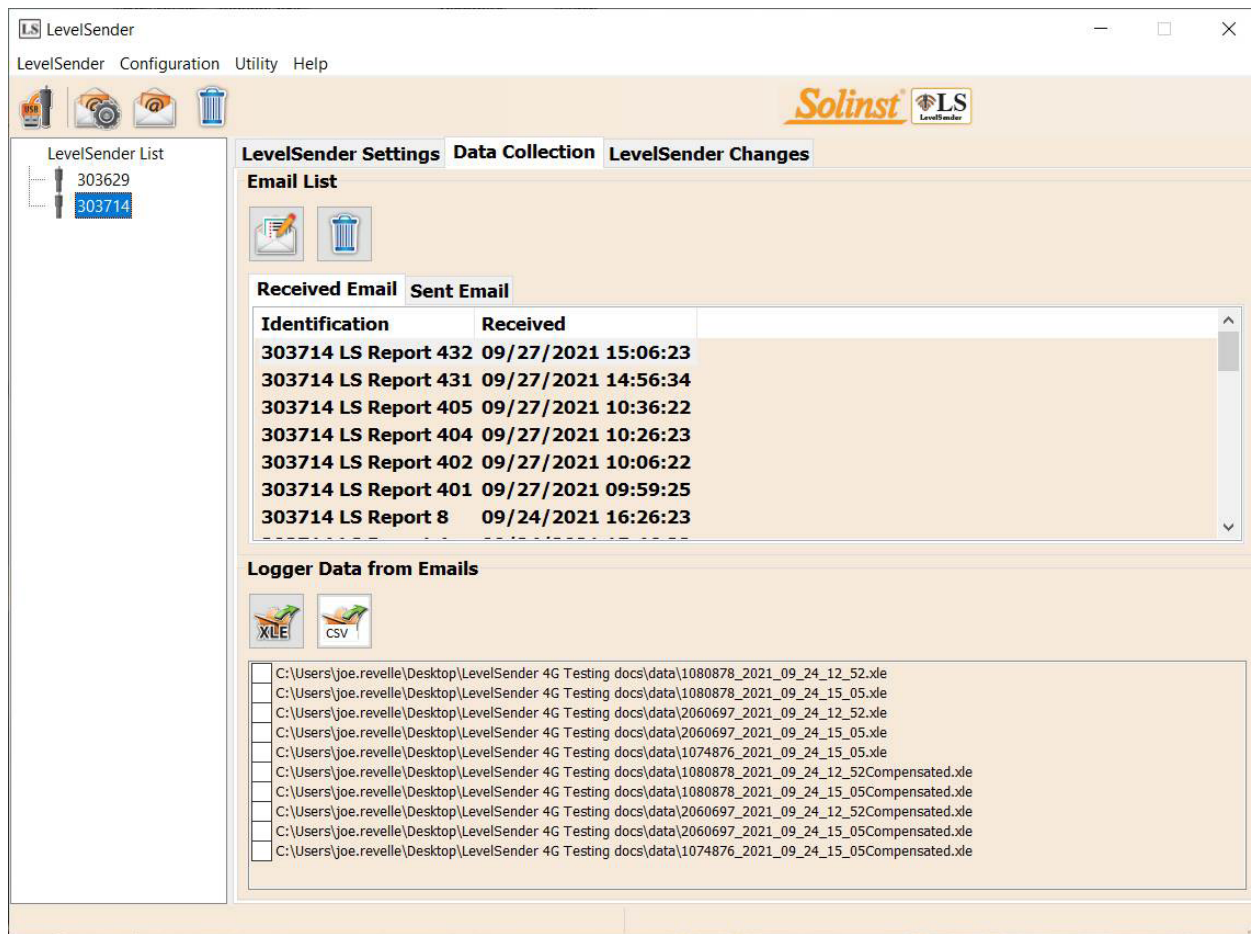 LS LevelSender
LevelSender Configuration Utility Help
USB @ @ Solinst LS
LevelSender
LevelSender List
303629
303714
LevelSender Settings Data Collection LevelSender Changes
Email List
Received Email Sent Email
Identification Received
303714 LS Report 432 09/27/2021 15:06:23
303714 LS Report 431 09/27/2021 14:56:34
303714 LS Report 405 09/27/2021 10:36:22
303714 LS Report 404 09/27/2021 10:26:23
303714 LS Report 402 09/27/2021 10:06:22
303714 LS Report 401 09/27/2021 09:59:25
303714 LS Report 8 09/24/2021 16:26:23
Logger Data from Emails
XLE CSV
C:\Users\joe.revelle\Desktop\LevelSender 4G Testing docs\data\1080878_2021_09_24_12_52.xle
C:\Users\joe.revelle\Desktop\LevelSender 4G Testing docs\data\1080878_2021_09_24_15_05.xle
C:\Users\joe.revelle\Desktop\LevelSender 4G Testing docs\data\2060697_2021_09_24_12_52.xle
C:\Users\joe.revelle\Desktop\LevelSender 4G Testing docs\data\2060697_2021_09_24_15_05.xle
C:\Users\joe.revelle\Desktop\LevelSender 4G Testing docs\data\1074876_2021_09_24_15_05.xle
C:\Users\joe.revelle\Desktop\LevelSender 4G Testing docs\data\1080878_2021_09_24_12_52Compensated.xle
C:\Users\joe.revelle\Desktop\LevelSender 4G Testing docs\data\1080878_2021_09_24_15_05Compensated.xle
C:\Users\joe.revelle\Desktop\LevelSender 4G Testing docs\data\2060697_2021_09_24_12_52Compensated.xle
C:\Users\joe.revelle\Desktop\LevelSender 4G Testing docs\data\2060697_2021_09_24_15_05Compensated.xle
C:\Users\joe.revelle\Desktop\LevelSender 4G Testing docs\data\1074876_2021_09_24_15_05Compensated.xle